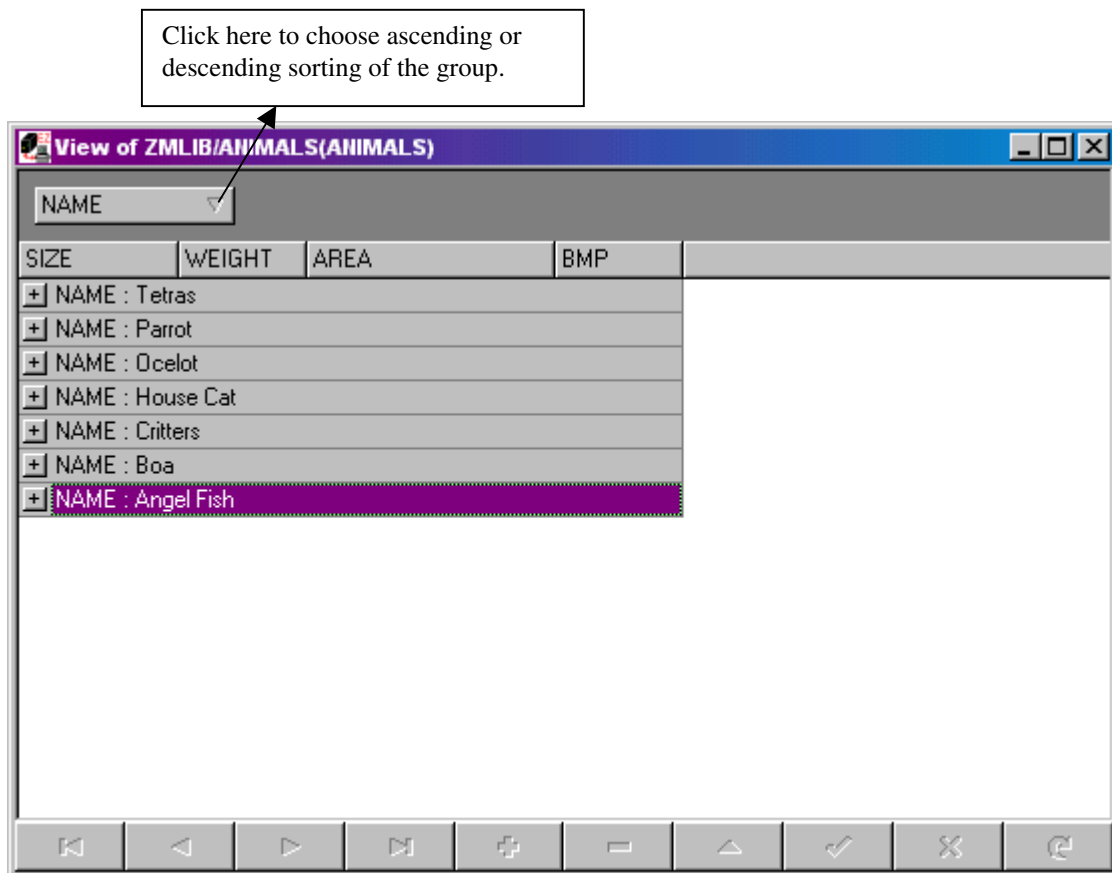 Click here to choose ascending or
descending sorting of the group.
View of ZMLIB/ANIMALS(ANIMALS)
NAME
SIZE WEIGHT AREA BMP
NAME : Tetras
NAME : Parrot
NAME : Ocelot
NAME : House Cat
NAME : Critters
NAME : Boa
NAME : Angel Fish